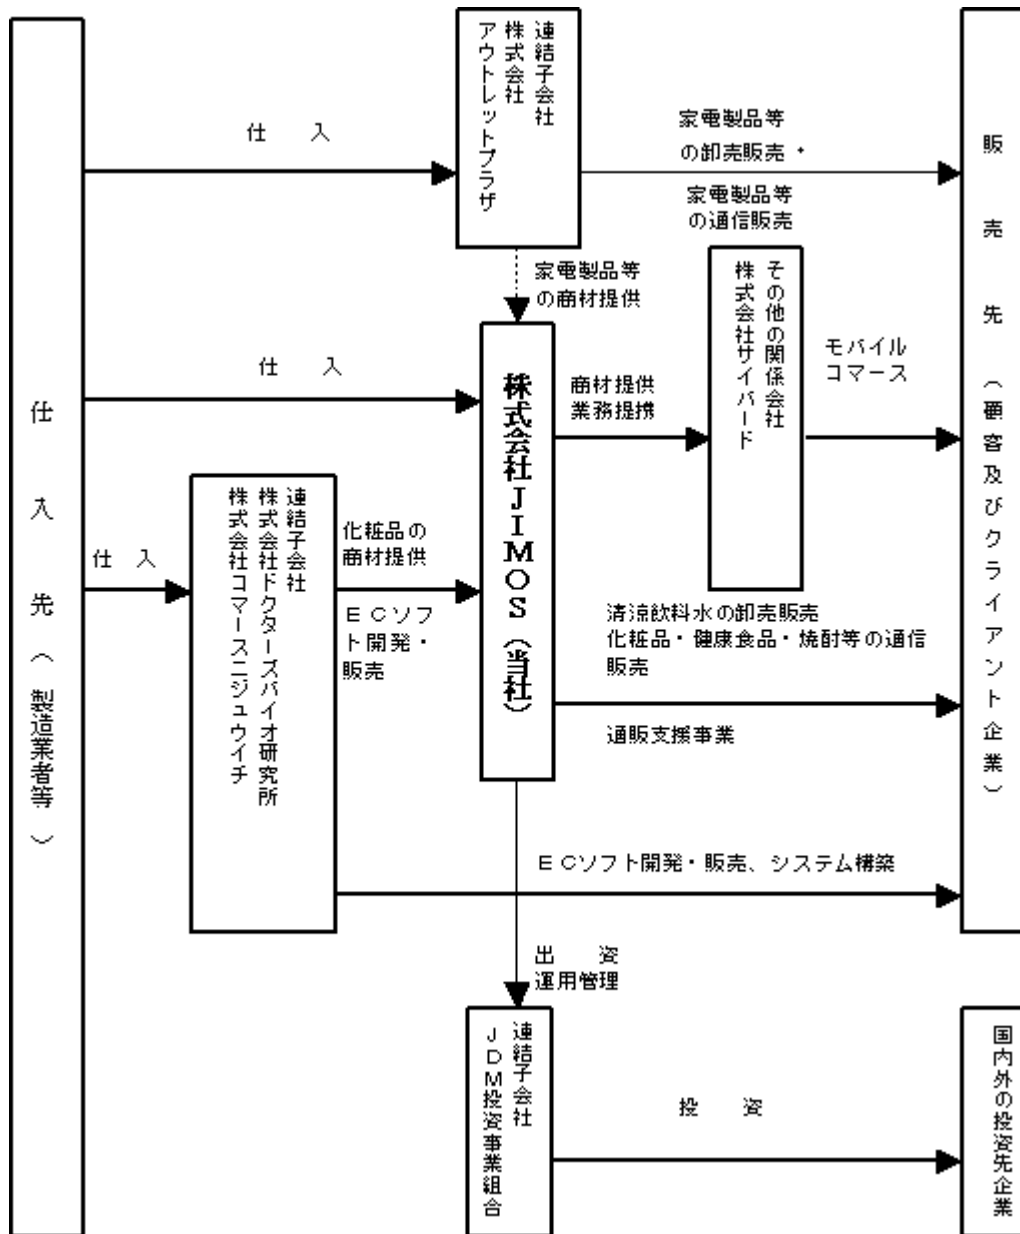 仕入先（製造業者等）
仕入
連結子会社
株式会社
アウトレットプラザ
家電製品等
の卸売販売・
家電製品等
の通信販売
家電製品等
の商材提供
仕入
株式会社JIMOS（当社）
商材提供
業務提携
その他の関係会社
株式会社サイバード
モバイル
コマース
仕入
連結子会社
株式会社ドクターズバイオ研究所
株式会社コマースニジュウイチ
化粧品の
商材提供
ＥＣソフ
ト開発・
販売
清涼飲料水の卸売販売
化粧品・健康食品・焼酎等の通信
販売
通販支援事業
ＥＣソフト開発・販売、システム構築
出資
運用管理
連結子会社
ＪＤＭ投資事業組合
投資
販売先（顧客及びクライアント企業）
国内外の投資先企業